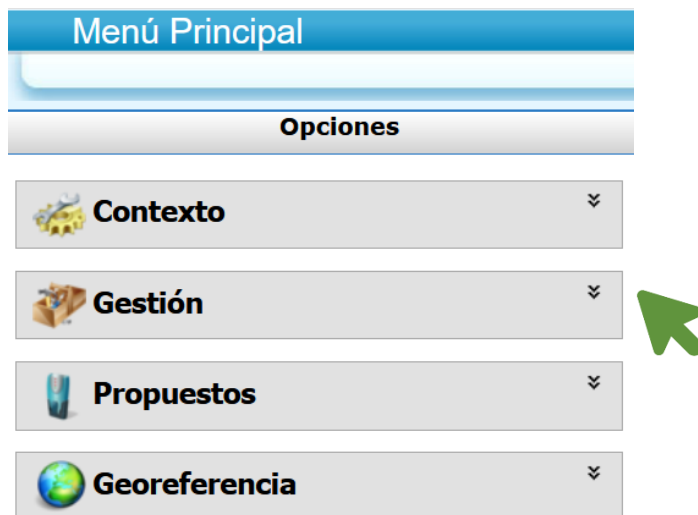 Menú Principal
Opciones
Contexto
Gestión
Propuestos
Georeferencia